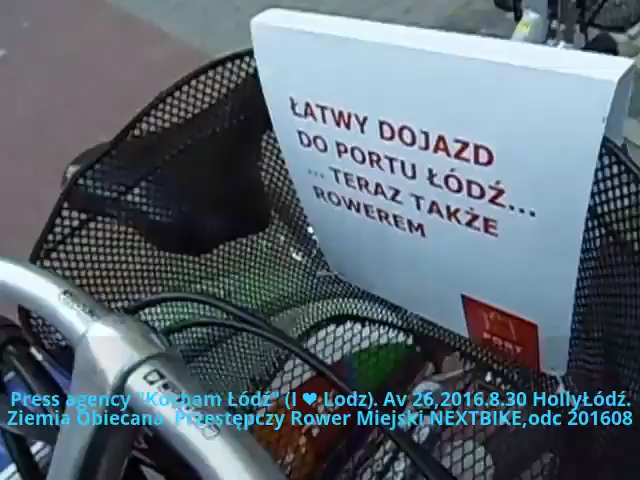 ŁATWY DOJAZD
DO PORTU ŁÓDŹ...
... TERAZ TAKŻE
ROWEREM
PORT
Press agency "Kocham Łódź" (I ❤ Lodz). Av 26,2016.8.30 HollyŁódź.
Ziemia Obiecana Przestępczy Rower Miejski NEXTBIKE,odc 201608